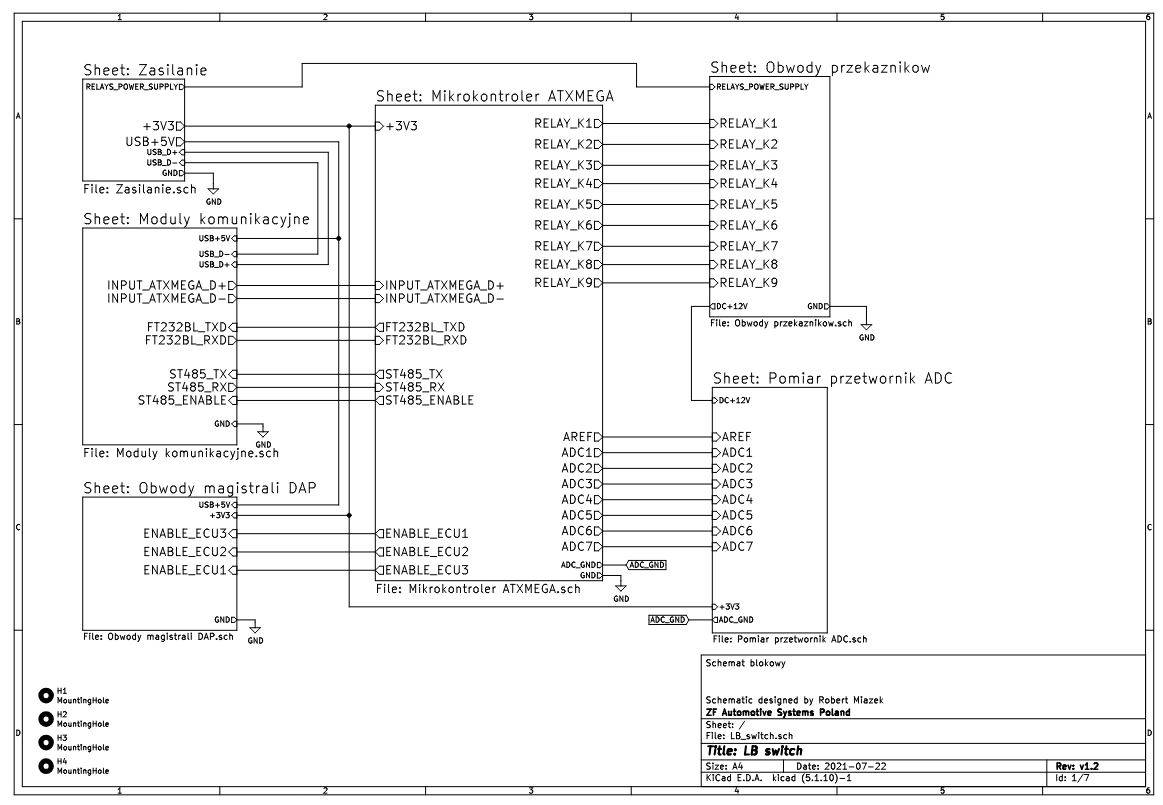 1 2 3 4 5 6
A
B
C
D
A
B
C
D
1 2 3 4 5 6
Sheet: Zasilanie
RELAYS_POWER_SUPPLY
+3V3
USB+5V
USB_D+
USB_D-
GND
GND
File: Zasilanie.sch
Sheet: Moduly komunikacyjne
USB+5V
USB_D-
USB_D+
INPUT_ATXMEGA_D+
INPUT_ATXMEGA_D-
FT232BL_TXD
FT232BL_RXD
ST485_TX
ST485_RX
ST485_ENABLE
GND
GND
File: Moduly komunikacyjne.sch
Sheet: Obwody magistrali DAP
USB+5V
+3V3
ENABLE_ECU3
ENABLE_ECU2
ENABLE_ECU1
GND
GND
File: Obwody magistrali DAP.sch
Sheet: Mikrokontroler ATXMEGA
+3V3
INPUT_ATXMEGA_D+
INPUT_ATXMEGA_D-
FT232BL_TXD
FT232BL_RXD
ST485_TX
ST485_RX
ST485_ENABLE
ENABLE_ECU1
ENABLE_ECU2
ENABLE_ECU3
RELAY_K1
RELAY_K2
RELAY_K3
RELAY_K4
RELAY_K5
RELAY_K6
RELAY_K7
RELAY_K8
RELAY_K9
AREF
ADC1
ADC2
ADC3
ADC4
ADC5
ADC6
ADC7
ADC_GND
ADC_GND
GND
GND
File: Mikrokontroler ATXMEGA.sch
Sheet: Obwody przekaznikow
RELAYS_POWER_SUPPLY
RELAY_K1
RELAY_K2
RELAY_K3
RELAY_K4
RELAY_K5
RELAY_K6
RELAY_K7
RELAY_K8
RELAY_K9
DC+12V
GND
GND
File: Obwody przekaznikow.sch
Sheet: Pomiar przetwornik ADC
DC+12V
AREF
ADC1
ADC2
ADC3
ADC4
ADC5
ADC6
ADC7
+3V3
ADC_GND
ADC_GND
File: Pomiar przetwornik ADC.sch
H1
MountingHole
H2
MountingHole
H3
MountingHole
H4
MountingHole
Schemat blokowy
Schematic designed by Robert Miazek
ZF Automotive Systems Poland
Sheet: /
File: LB_switch.sch
Title: LB switch
Size: A4 Date: 2021-07-22 Rev: v1.2
KiCad E.D.A. kicad (5.1.10)-1 Id: 1/7